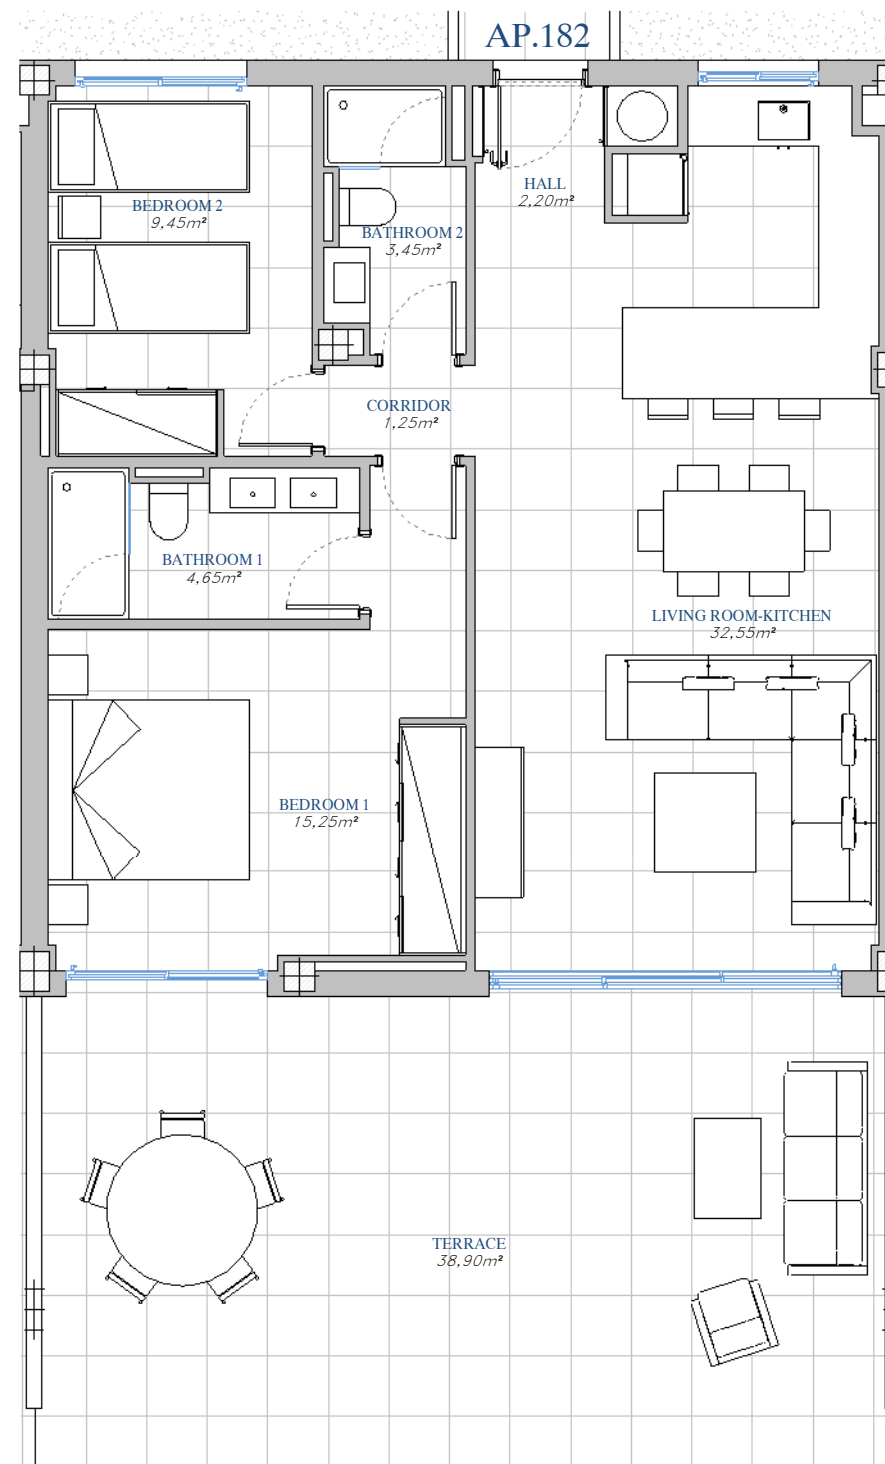 AP.182
HALL
2,20m²
BEDROOM 2
9,45m²
BATHROOM 2
3,45m²
CORRIDOR
1,25m²
BATHROOM 1
4,65m²
LIVING ROOM-KITCHEN
32,55m²
BEDROOM 1
15,25m²
TERRACE
38,90m²